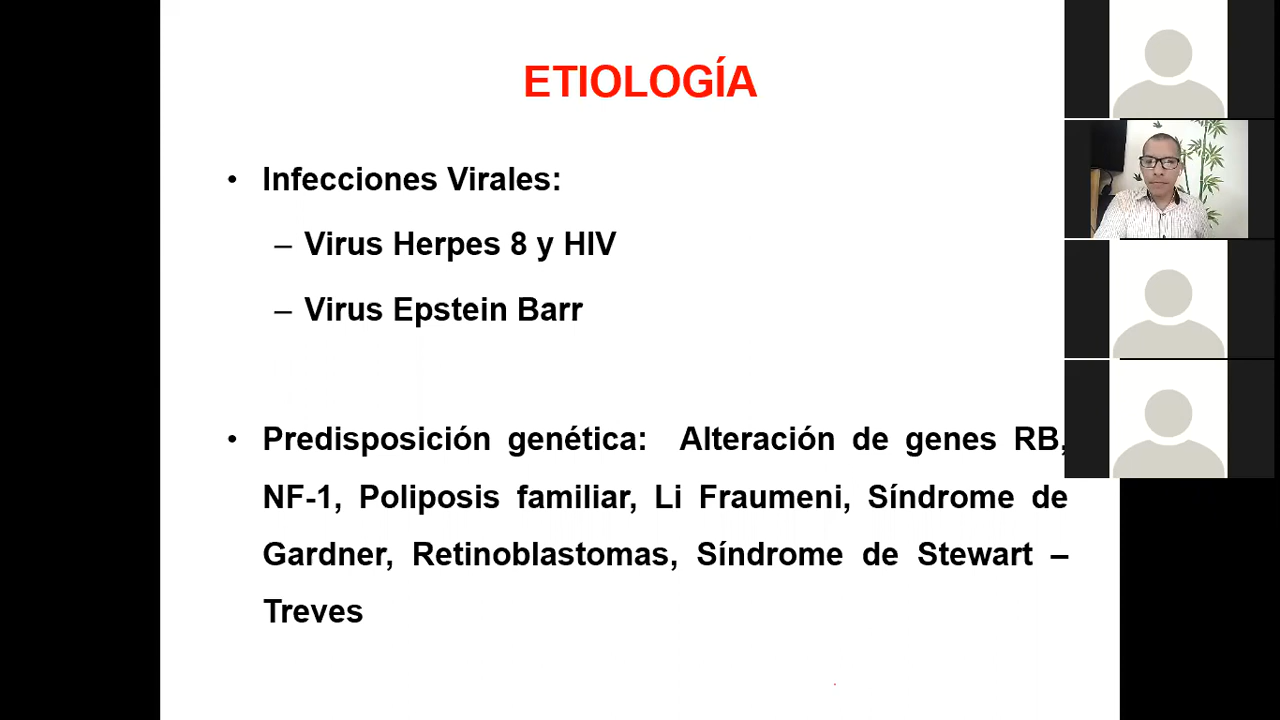 ETIOLOGÍA
• Infecciones Virales:
– Virus Herpes 8 y HIV
– Virus Epstein Barr
• Predisposición genética: Alteración de genes RB,
NF-1, Poliposis familiar, Li Fraumeni, Síndrome de
Gardner, Retinoblastomas, Síndrome de Stewart –
Treves